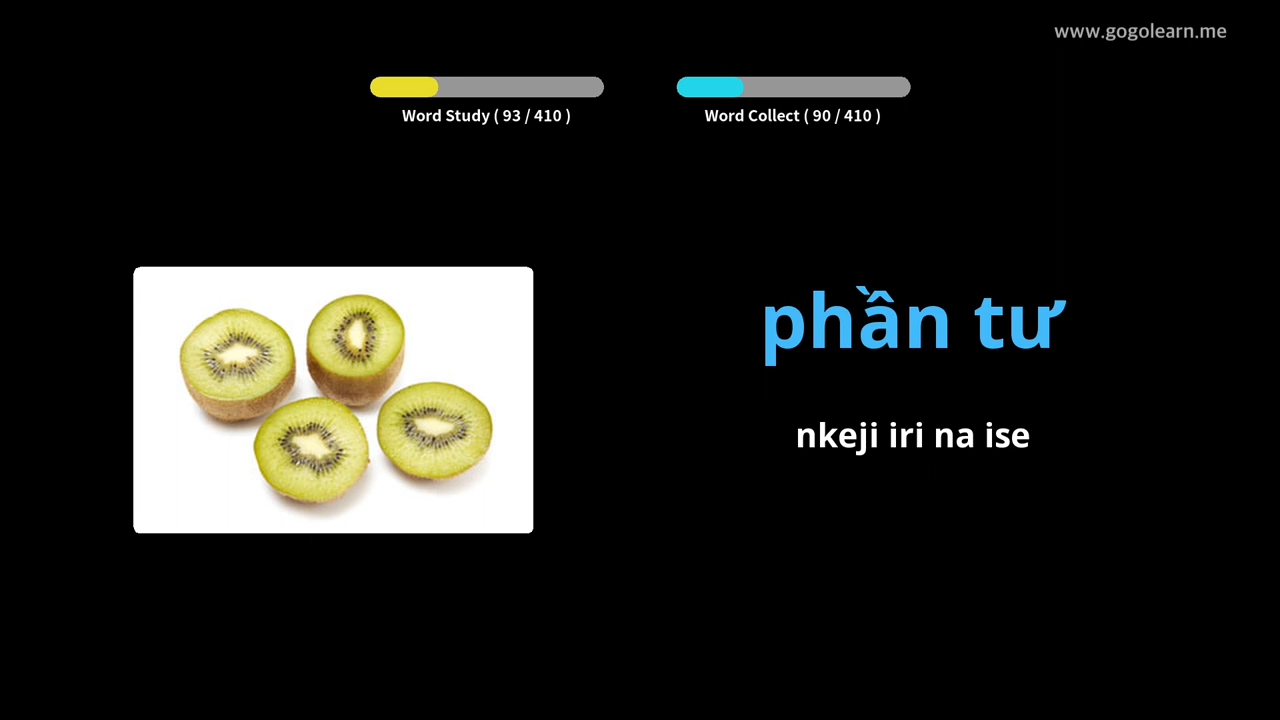 www.gogolearn.me
Word Study ( 93 / 410 )
Word Collect ( 90 / 410 )
phần tư
nkeji iri na ise